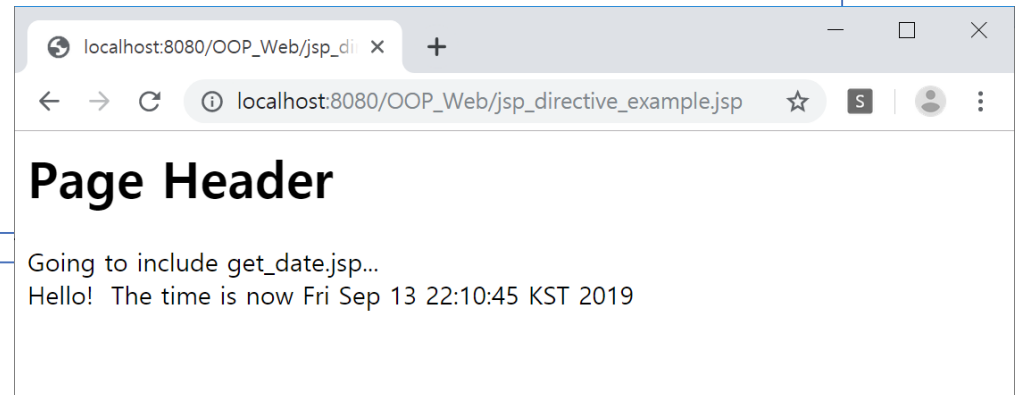 localhost:8080/OOP_Web/jsp_di
localhost:8080/OOP_Web/jsp_directive_example.jsp
S
Page Header
Going to include get_date.jsp...
Hello!  The time is now Fri Sep 13 22:10:45 KST 2019